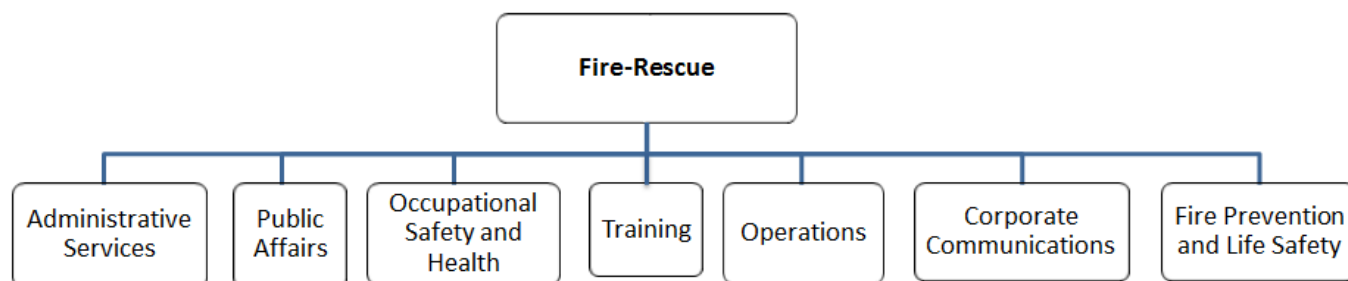 Fire-Rescue
Administrative
Services
Public
Affairs
Occupational
Safety and
Health
Training
Operations
Corporate
Communications
Fire Prevention
and Life Safety